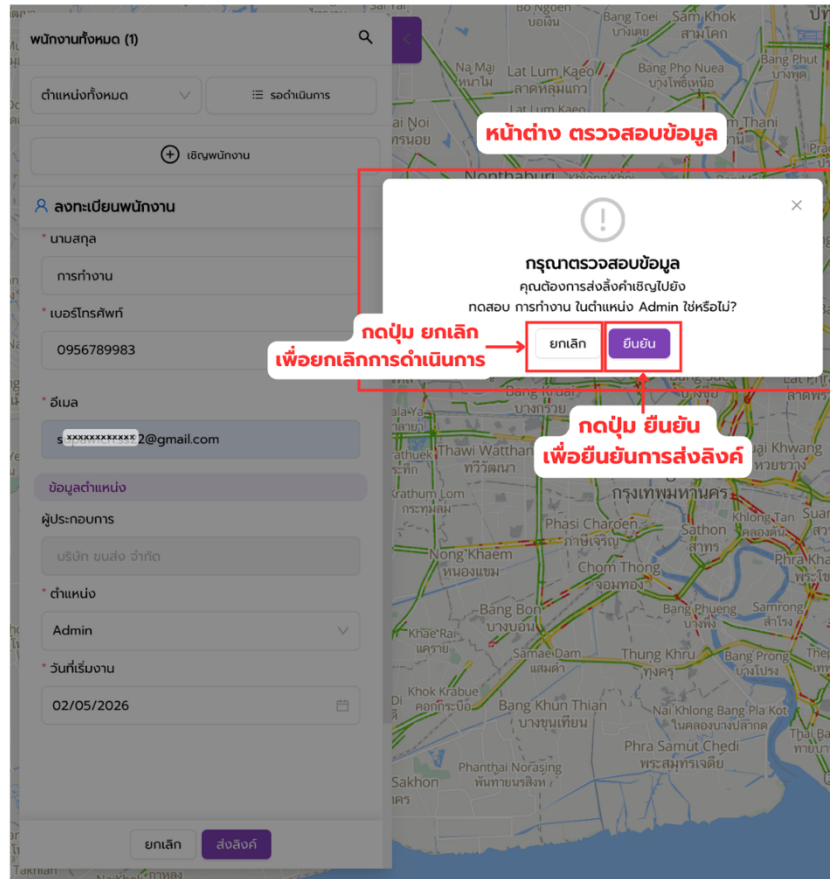 พนักงานทั้งหมด (1)
ตำแหน่งทั้งหมด
รอดำเนินการ
เชิญพนักงาน
ลงทะเบียนพนักงาน
* นามสกุล
การทำงาน
* เบอร์โทรศัพท์
0956789983
* อีเมล
xxxxxxxxxxxx2@gmail.com
ข้อมูลตำแหน่ง
ผู้ประกอบการ
บริษัท ขนส่ง จำกัด
* ตำแหน่ง
Admin
* วันที่เริ่มงาน
02/05/2026
ยกเลิก
ส่งลิงค์
หน้าต่าง ตรวจสอบข้อมูล
กรุณาตรวจสอบข้อมูล
คุณต้องการส่งลิ้งคำเชิญไปยัง
ทดสอบ การทำงาน ในตำแหน่ง Admin ใช่หรือไม่?
ยกเลิก
ยืนยัน
กดปุ่ม ยกเลิก
เพื่อยกเลิกการดำเนินการ
กดปุ่ม ยืนยัน
เพื่อยืนยันการส่งลิงค์
Bang Toei
บางเตย
Sam Khok
สามโคก
Lat Lum Kaeo
ลาดหลุมแก้ว
Bang Pho Nuea
บางโพธิ์เหนือ
Bang Phut
บางพูด
Nonthaburi
Bang Kruai
บางกรวย
Thawi Watthan
ทวีวัฒนา
กรุงเทพมหานคร
Phasi Charoen
ภาษีเจริญ
Sathon
สาทร
Khlong Tan
คลองตัน
Nong Khaem
หนองแขม
Chom Thong
จอมทอง
Bang Bon
บางบอน
Bang Phueng
บางผึ้ง
Samrong
สำโรง
Khae Rai
แคราย
Samae Dam
แสมดำ
Thung Khru
ทุ่งครุ
Bang Prong
บางโปรง
Khok Krabue
คอกกระบือ
Bang Khun Thian
บางขุนเทียน
Nai Khlong Bang Pla Kot
ในคลองบางปลากด
Phra Samut Chedi
พระสมุทรเจดีย์
Phanthai Norasing
พันท้ายนรสิงห์